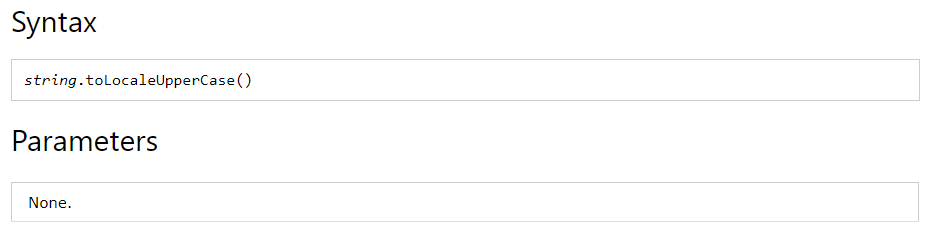 Syntax
string.toLocaleUpperCase()
Parameters
None.